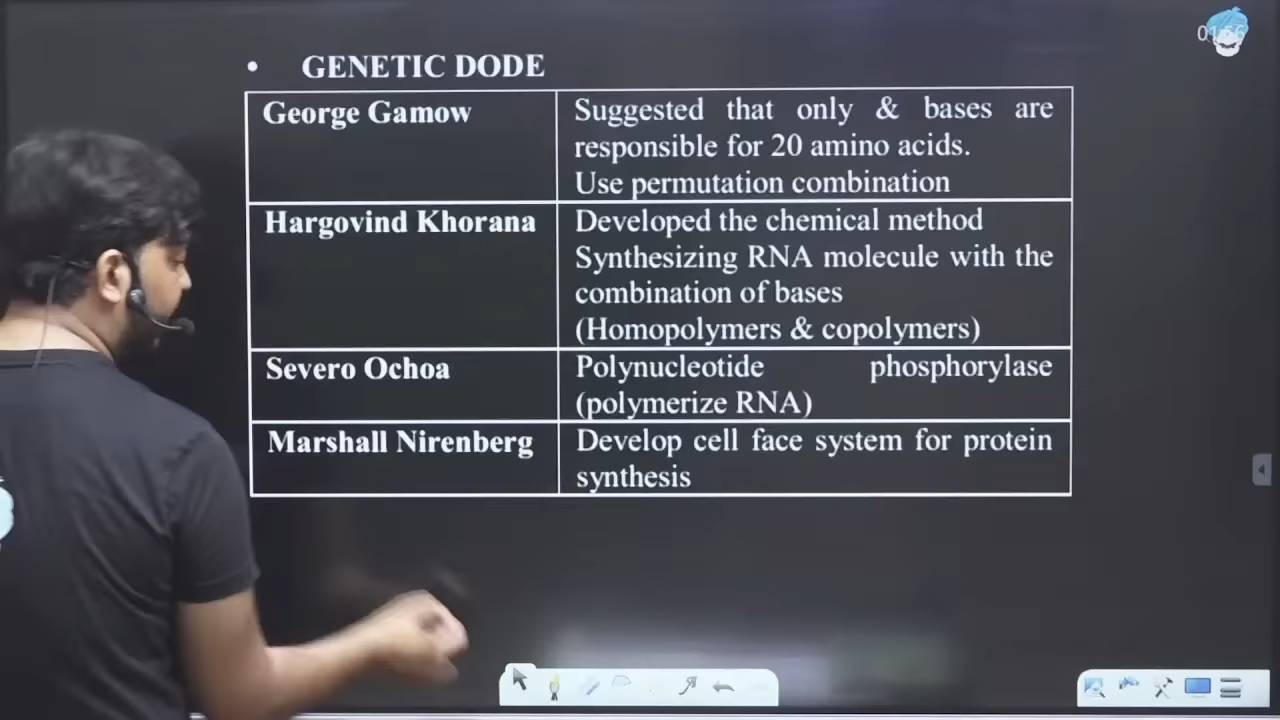 • GENETIC DODE
George Gamow
Suggested that only & bases are
responsible for 20 amino acids.
Use permutation combination
Hargovind Khorana
Developed the chemical method
Synthesizing RNA molecule with the
combination of bases
(Homopolymers & copolymers)
Severo Ochoa
Polynucleotide phosphorylase
(polymerize RNA)
Marshall Nirenberg
Develop cell face system for protein
synthesis